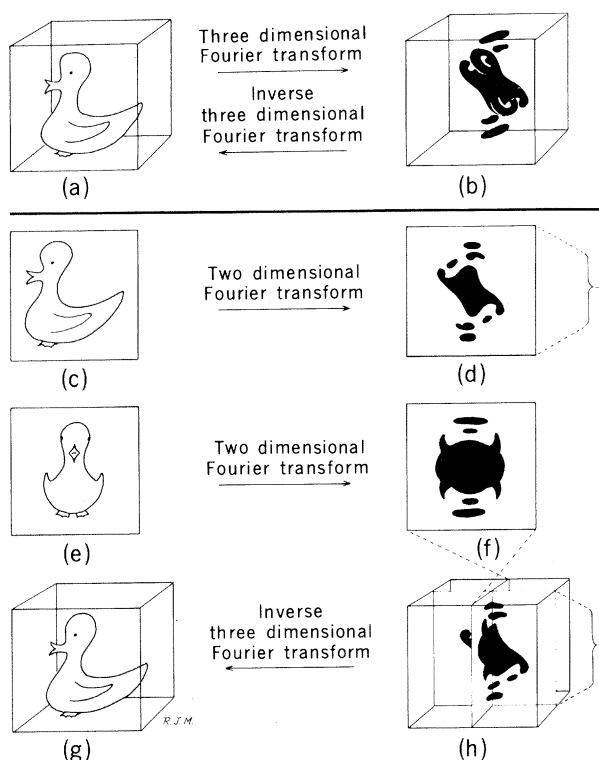 Three dimensional
Fourier transform
Inverse
three dimensional
Fourier transform
(a)
(b)
Two dimensional
Fourier transform
(c)
(d)
Two dimensional
Fourier transform
(e)
(f)
Inverse
three dimensional
Fourier transform
R.J.M.
(g)
(h)